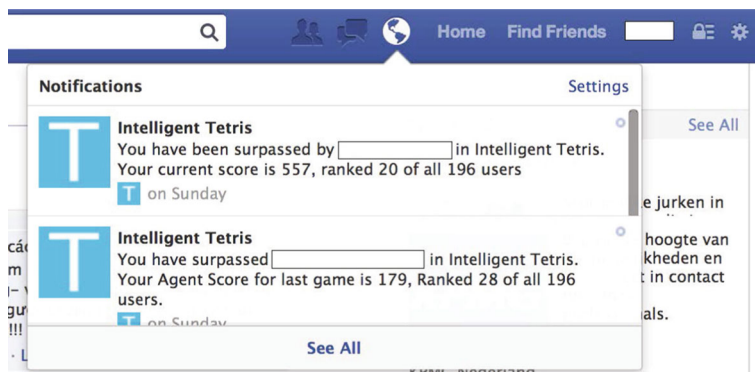 Home Find Friends
Notifications Settings
T
Intelligent Tetris
You have been surpassed by in Intelligent Tetris.
Your current score is 557, ranked 20 of all 196 users
T on Sunday
T
Intelligent Tetris
You have surpassed in Intelligent Tetris.
Your Agent Score for last game is 179, Ranked 28 of all 196
users.
T on Sunday
See All
See All
jurken in
hoogte van
kheden en
in contact
als.
các
m
!!!